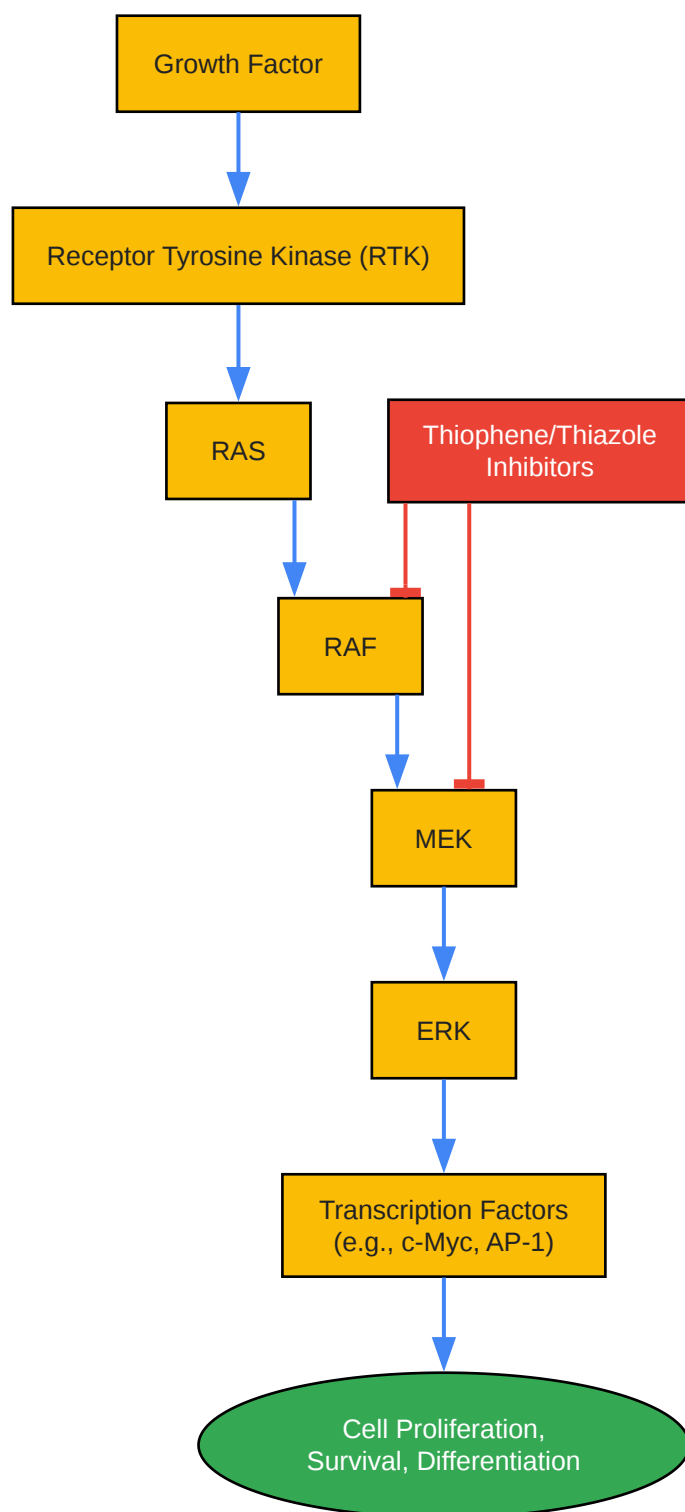 Growth Factor
Receptor Tyrosine Kinase (RTK)
RAS
Thiophene/Thiazole
Inhibitors
RAF
MEK
ERK
Transcription Factors
(e.g., c-Myc, AP-1)
Cell Proliferation,
Survival, Differentiation